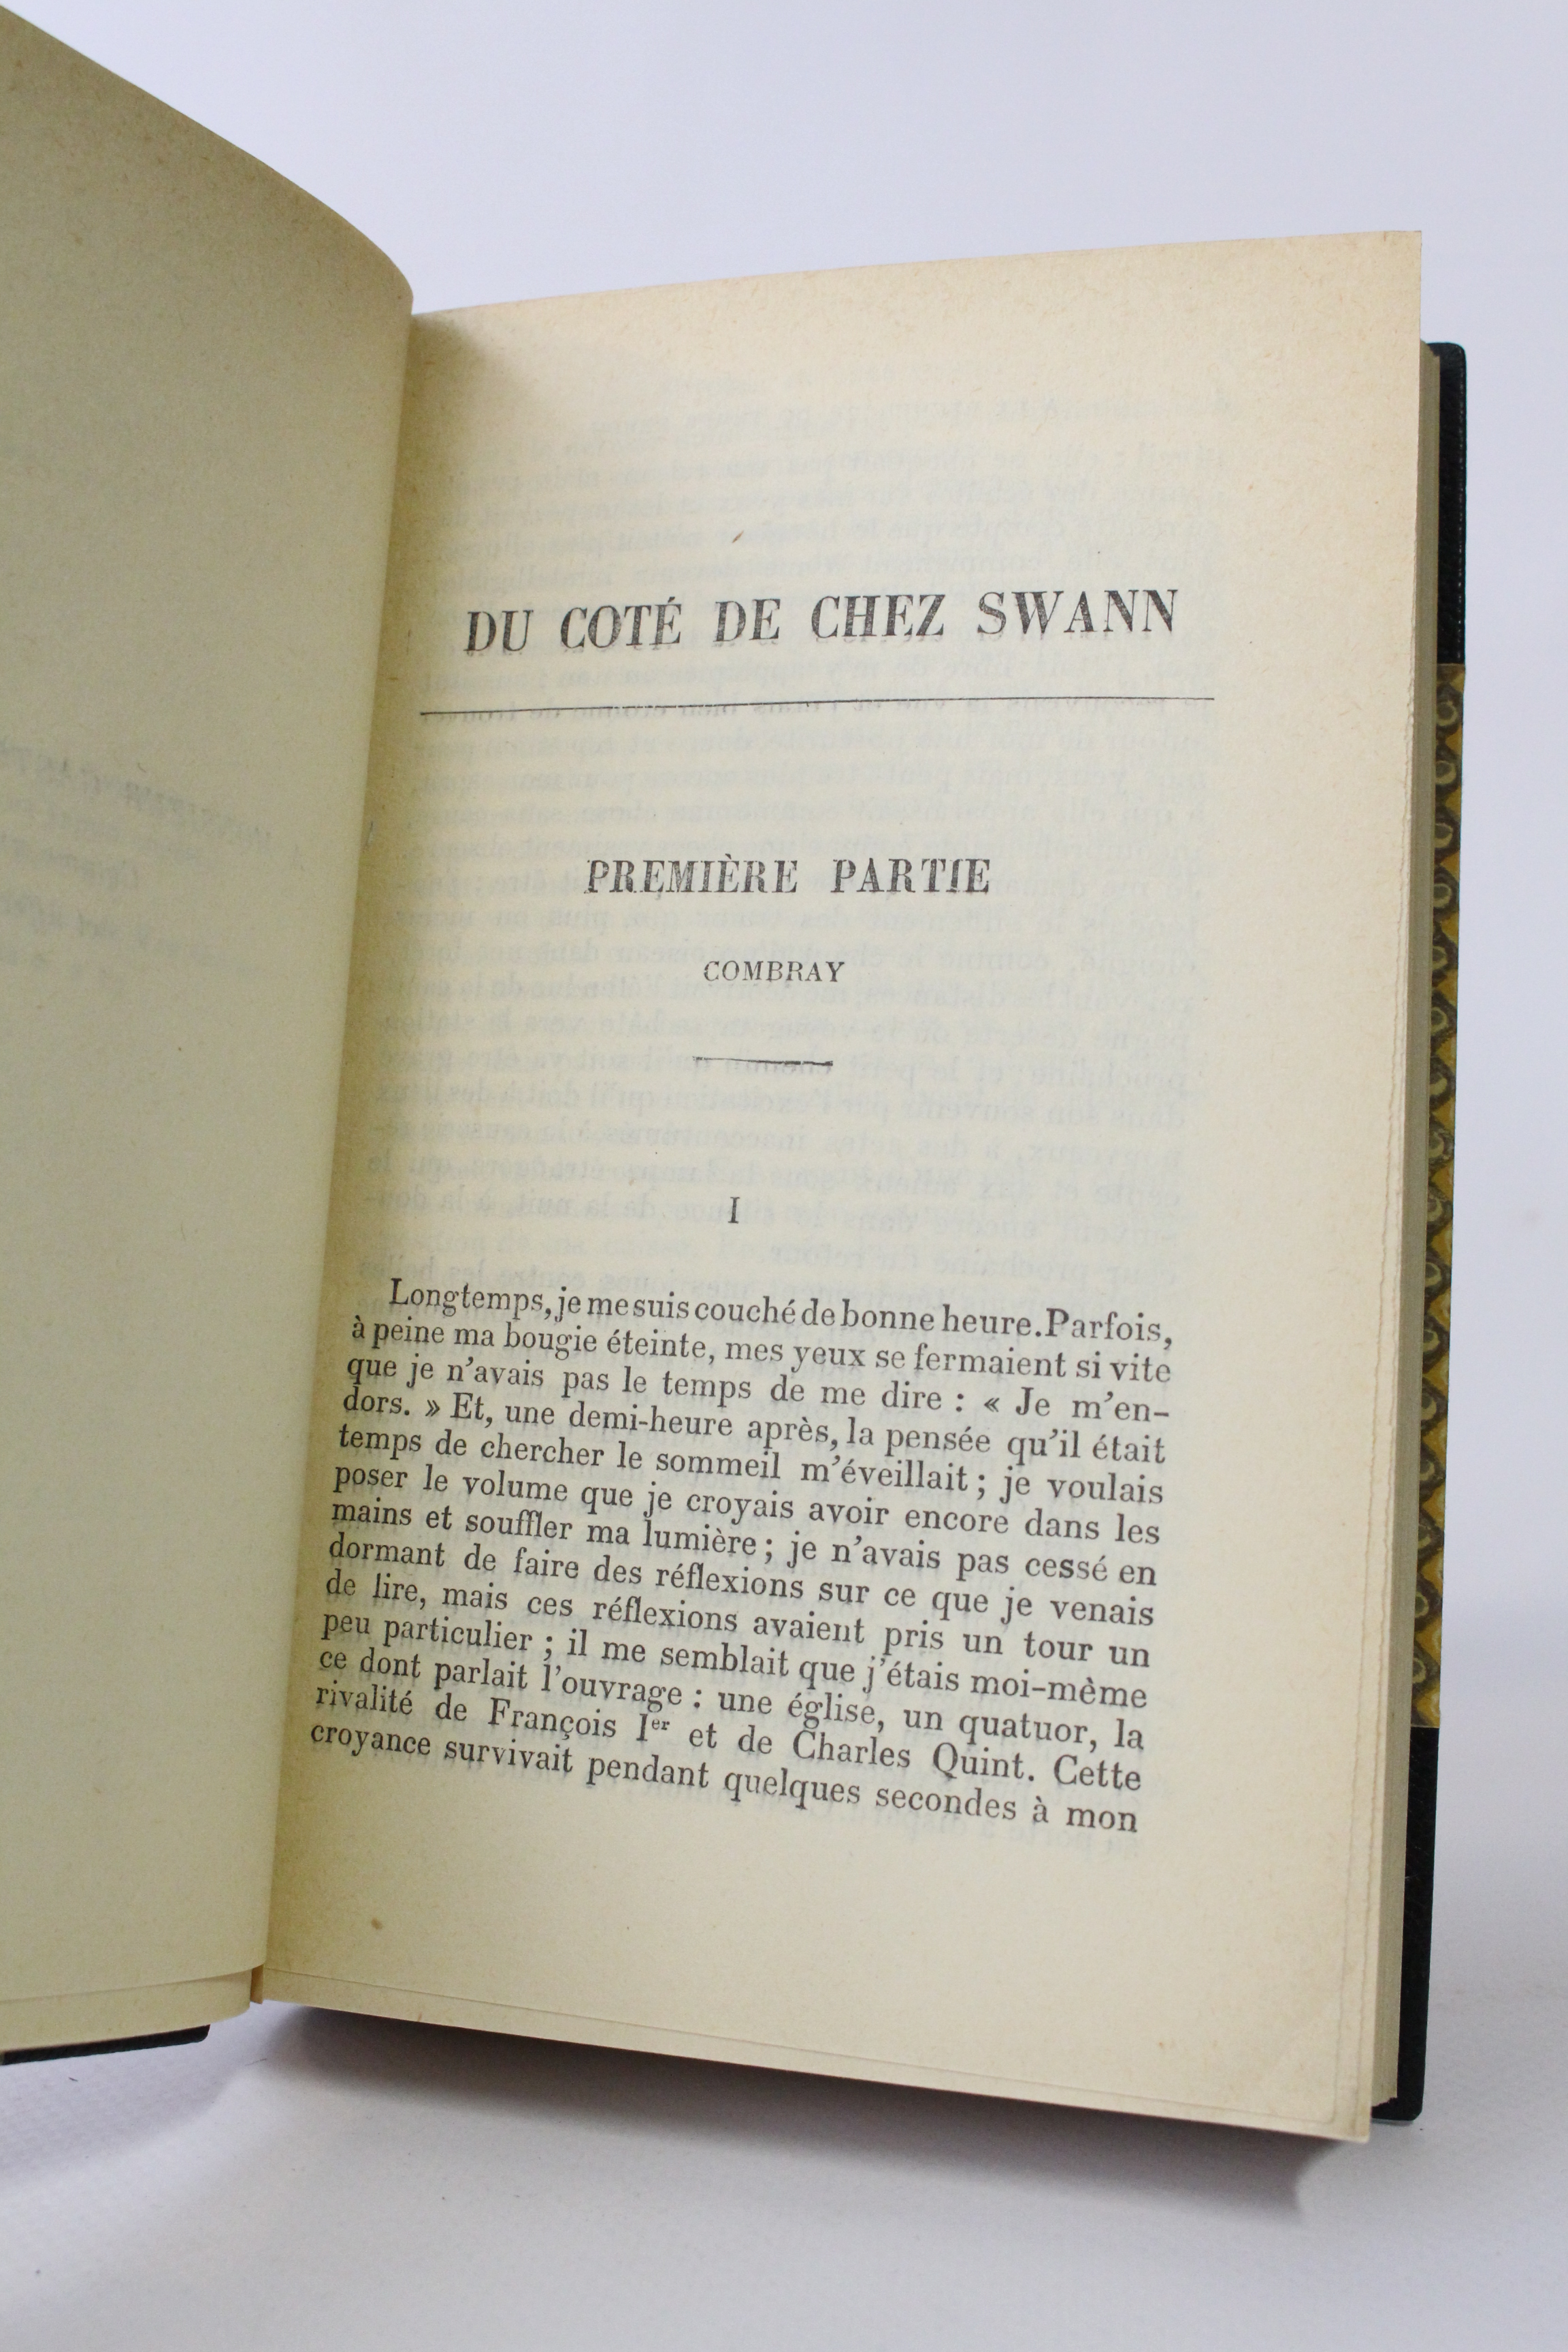 DU COTÉ DE CHEZ SWANN
PREMIÈRE PARTIE
COMBRAY
I
Longtemps, je me suis couché de bonne heure. Parfois,
à peine ma bougie éteinte, mes yeux se fermaient si vite
que je n'avais pas le temps de me dire : « Je m'en-
dors. » Et, une demi-heure après, la pensée qu'il était
temps de chercher le sommeil m'éveillait ; je voulais
poser le volume que je croyais avoir encore dans les
mains et souffler ma lumière ; je n'avais pas cessé en
dormant de faire des réflexions sur ce que je venais
de lire, mais ces réflexions avaient pris un tour un
peu particulier ; il me semblait que j'étais moi-même
ce dont parlait l'ouvrage : une église, un quatuor, la
rivalité de François Ier et de Charles Quint. Cette
croyance survivait pendant quelques secondes à mon